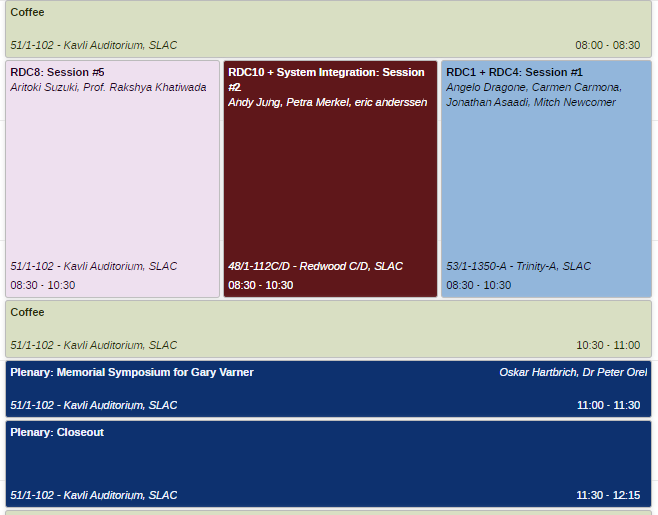 Coffee
51/1-102 - Kavli Auditorium, SLAC 08:00 - 08:30
RDC8: Session #5
Aritoki Suzuki, Prof. Rakshya Khatiwada
51/1-102 - Kavli Auditorium, SLAC
08:30 - 10:30
RDC10 + System Integration: Session
#2
Andy Jung, Petra Merkel, eric anderssen
48/1-112C/D - Redwood C/D, SLAC
08:30 - 10:30
RDC1 + RDC4: Session #1
Angelo Dragone, Carmen Carmona,
Jonathan Asaadi, Mitch Newcomer
53/1-1350-A - Trinity-A, SLAC
08:30 - 10:30
Coffee
51/1-102 - Kavli Auditorium, SLAC 10:30 - 11:00
Plenary: Memorial Symposium for Gary Varner Oskar Hartbrich, Dr Peter Orel
51/1-102 - Kavli Auditorium, SLAC 11:00 - 11:30
Plenary: Closeout
51/1-102 - Kavli Auditorium, SLAC 11:30 - 12:15